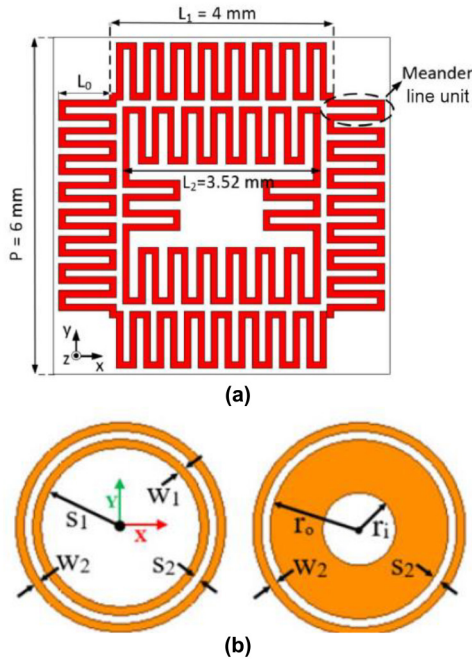 L₁ = 4 mm
L₀
Meander
line unit
L₂=3.52 mm
P = 6 mm
y
z
x
(a)
Y
X
S₁
W₁
W₂
S₂
rₒ
rᵢ
W₂
S₂
(b)